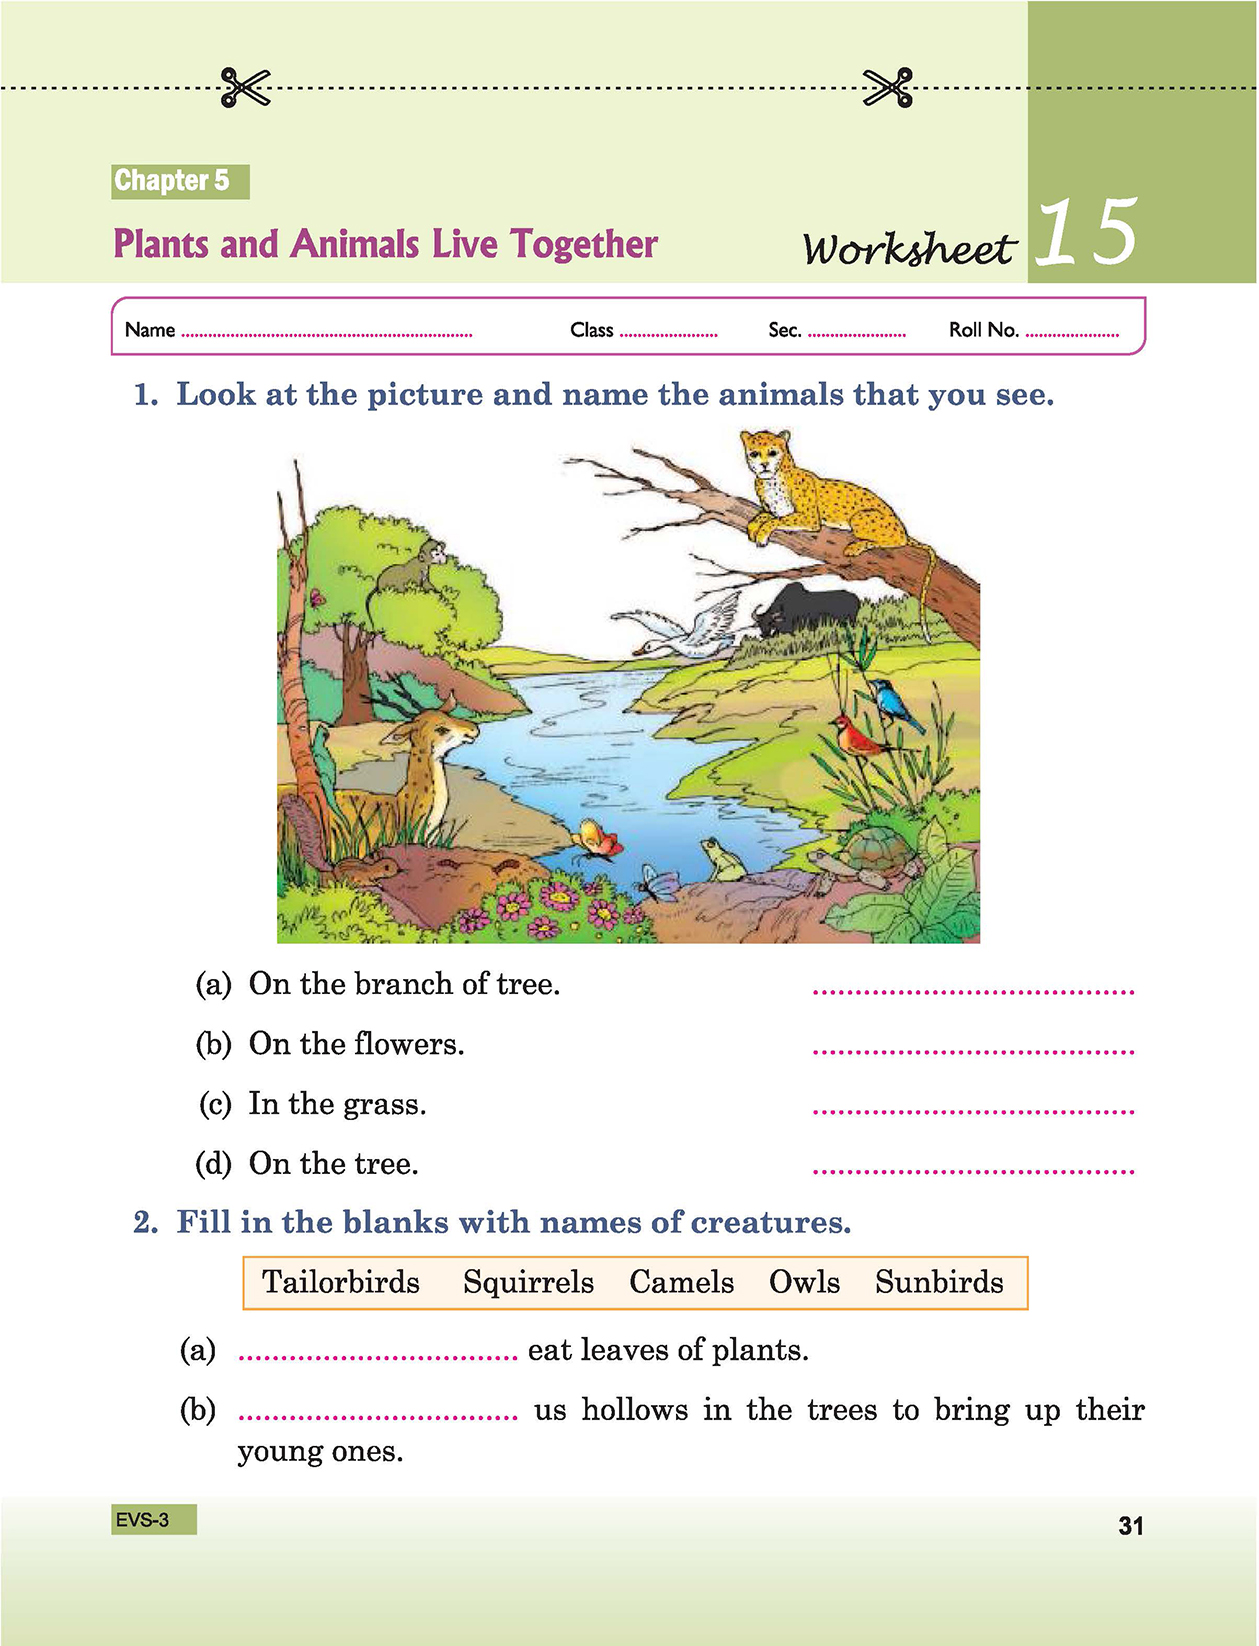 Chapter 5
Plants and Animals Live Together
Worksheet 15
Name ........................................ Class .................... Sec. .................... Roll No. ....................
1. Look at the picture and name the animals that you see.
(a) On the branch of tree. ......................................
(b) On the flowers. ......................................
(c) In the grass. ......................................
(d) On the tree. ......................................
2. Fill in the blanks with names of creatures.
Tailorbirds Squirrels Camels Owls Sunbirds
(a) ................................. eat leaves of plants.
(b) ................................. us hollows in the trees to bring up their
young ones.
EVS-3
31